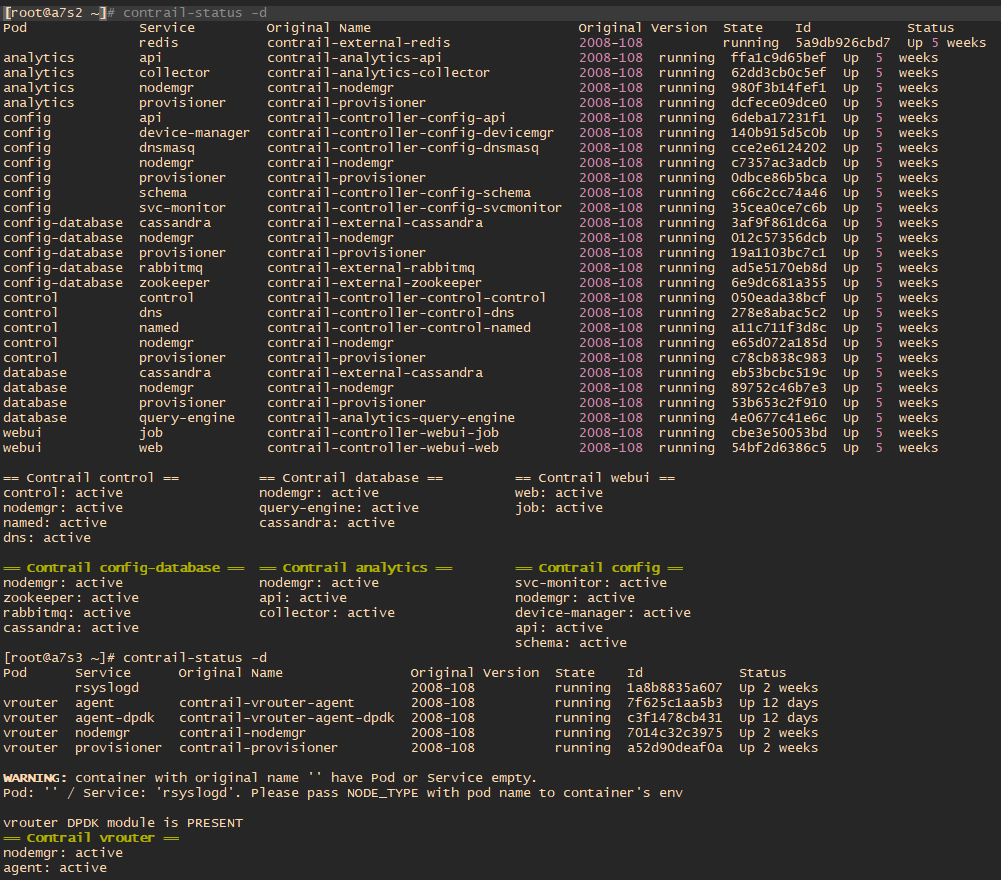 [root@a7s2 ~]# contrail-status -d
Pod              Service         Original Name                          Original Version  State    Id            Status
                 redis           contrail-external-redis                2008-108          running  5a9db926cbd7  Up 5 weeks
analytics        api             contrail-analytics-api                 2008-108  running  ffa1c9d65bef  Up  5  weeks
analytics        collector       contrail-analytics-collector           2008-108  running  62dd3cb0c5ef  Up  5  weeks
analytics        nodemgr         contrail-nodemgr                       2008-108  running  980f3b14fef1  Up  5  weeks
analytics        provisioner     contrail-provisioner                   2008-108  running  dcfece09dce0  Up  5  weeks
config           api             contrail-controller-config-api         2008-108  running  6deba17231f1  Up  5  weeks
config           device-manager  contrail-controller-config-devicemgr   2008-108  running  140b915d5c0b  Up  5  weeks
config           dnsmasq         contrail-controller-config-dnsmasq     2008-108  running  cce2e6124202  Up  5  weeks
config           nodemgr         contrail-nodemgr                       2008-108  running  c7357ac3adcb  Up  5  weeks
config           provisioner     contrail-provisioner                   2008-108  running  0dbce86b5bca  Up  5  weeks
config           schema          contrail-controller-config-schema      2008-108  running  c66c2cc74a46  Up  5  weeks
config           svc-monitor     contrail-controller-config-svcmonitor  2008-108  running  35cea0ce7c6b  Up  5  weeks
config-database  cassandra       contrail-external-cassandra            2008-108  running  3af9f861dc6a  Up  5  weeks
config-database  nodemgr         contrail-nodemgr                       2008-108  running  012c57356dcb  Up  5  weeks
config-database  provisioner     contrail-provisioner                   2008-108  running  19a1103bc7c1  Up  5  weeks
config-database  rabbitmq        contrail-external-rabbitmq             2008-108  running  ad5e5170eb8d  Up  5  weeks
config-database  zookeeper       contrail-external-zookeeper            2008-108  running  6e9dc681a355  Up  5  weeks
control          control         contrail-controller-control-control    2008-108  running  050eada38bcf  Up  5  weeks
control          dns             contrail-controller-control-dns        2008-108  running  278e8abac5c2  Up  5  weeks
control          named           contrail-controller-control-named      2008-108  running  a11c711f3d8c  Up  5  weeks
control          nodemgr         contrail-nodemgr                       2008-108  running  e65d072a185d  Up  5  weeks
control          provisioner     contrail-provisioner                   2008-108  running  c78cb838c983  Up  5  weeks
database         cassandra       contrail-external-cassandra            2008-108  running  eb53bcbc519c  Up  5  weeks
database         nodemgr         contrail-nodemgr                       2008-108  running  89752c46b7e3  Up  5  weeks
database         provisioner     contrail-provisioner                   2008-108  running  53b653c2f910  Up  5  weeks
database         query-engine    contrail-analytics-query-engine        2008-108  running  4e0677c41e6c  Up  5  weeks
webui            job             contrail-controller-webui-job          2008-108  running  cbe3e50053bd  Up  5  weeks
webui            web             contrail-controller-webui-web          2008-108  running  54bf2d6386c5  Up  5  weeks
== Contrail control ==          == Contrail database ==         == Contrail webui ==
control: active                 nodemgr: active                 web: active
nodemgr: active                 query-engine: active            job: active
named: active                   cassandra: active
dns: active
== Contrail config-database ==  == Contrail analytics ==        == Contrail config ==
nodemgr: active                 nodemgr: active                 svc-monitor: active
zookeeper: active               api: active                     nodemgr: active
rabbitmq: active                collector: active               device-manager: active
cassandra: active                                               api: active
                                                                schema: active
[root@a7s3 ~]# contrail-status -d
Pod      Service      Original Name                Original Version  State    Id            Status
         rsyslogd                                  2008-108          running  1a8b8835a607  Up 2 weeks
vrouter  agent        contrail-vrouter-agent       2008-108          running  7f625c1aa5b3  Up 12 days
vrouter  agent-dpdk   contrail-vrouter-agent-dpdk  2008-108          running  c3f1478cb431  Up 12 days
vrouter  nodemgr      contrail-nodemgr             2008-108          running  7014c32c3975  Up 2 weeks
vrouter  provisioner  contrail-provisioner         2008-108          running  a52d90deaf0a  Up 2 weeks
WARNING: container with original name '' have Pod or Service empty.
Pod: '' / Service: 'rsyslogd'. Please pass NODE_TYPE with pod name to container's env
vrouter DPDK module is PRESENT
== Contrail vrouter ==
nodemgr: active
agent: active